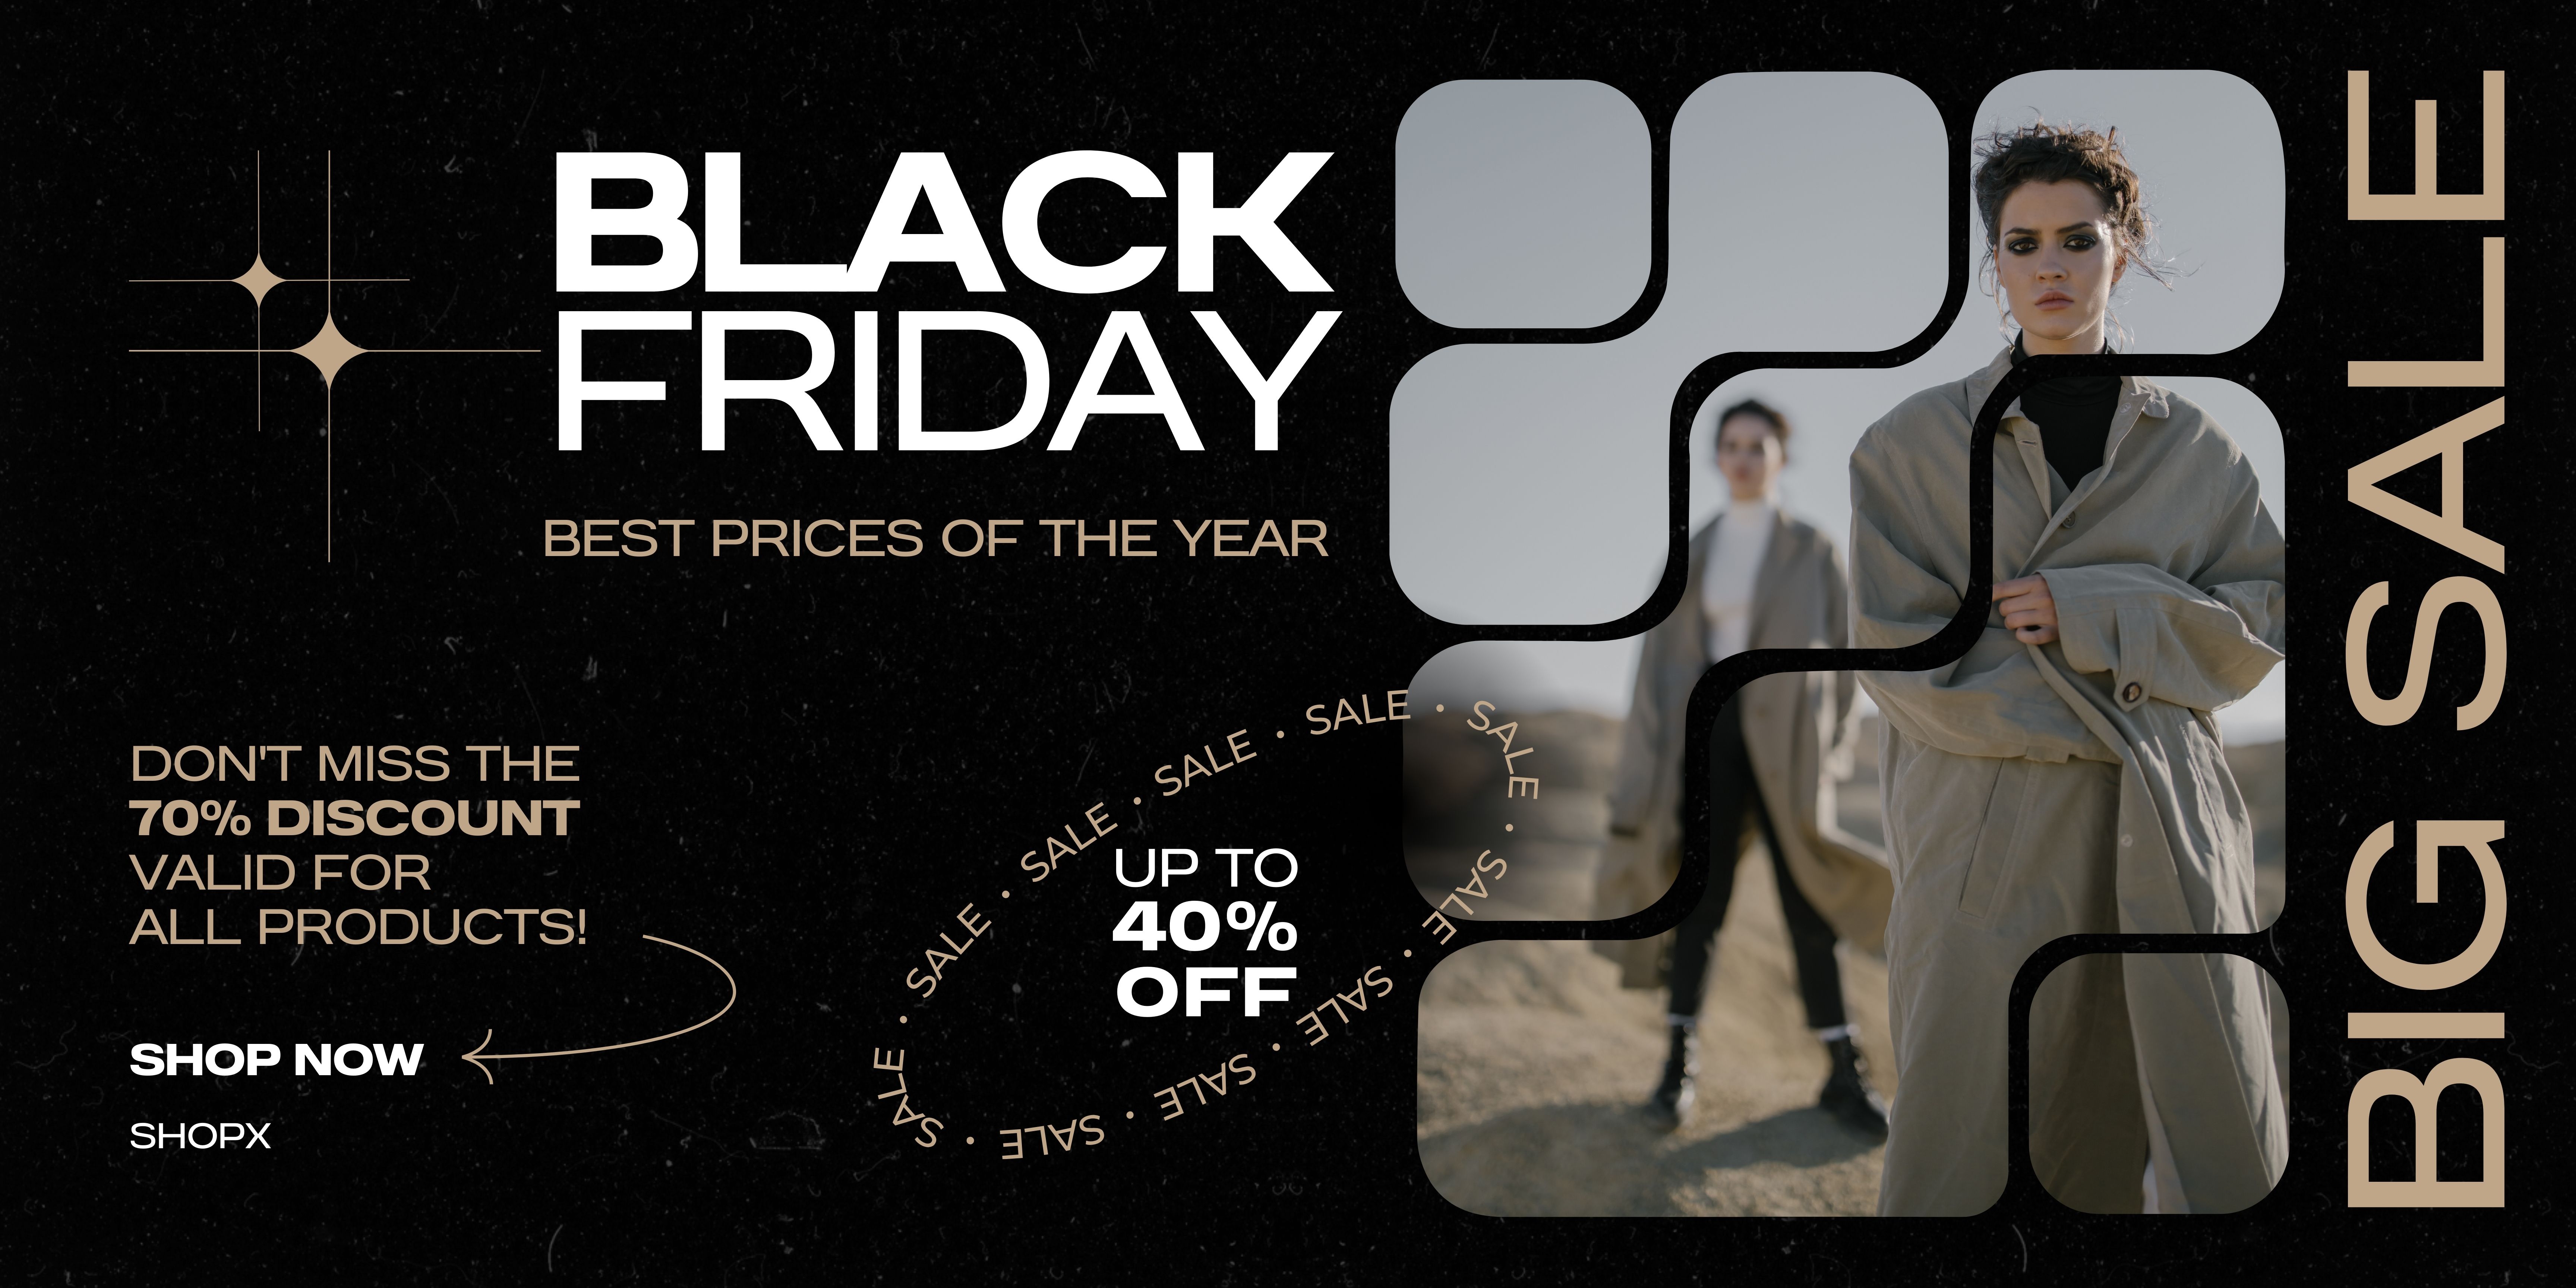 BLACK
FRIDAY
BEST PRICES OF THE YEAR
DON'T MISS THE
70% DISCOUNT
VALID FOR
ALL PRODUCTS!
SHOP NOW
SHOPX
SALE • SALE • SALE • SALE • SALE • SALE • SALE • SALE • SALE • SALE • SALE •
UP TO
40%
OFF
BIG SALE